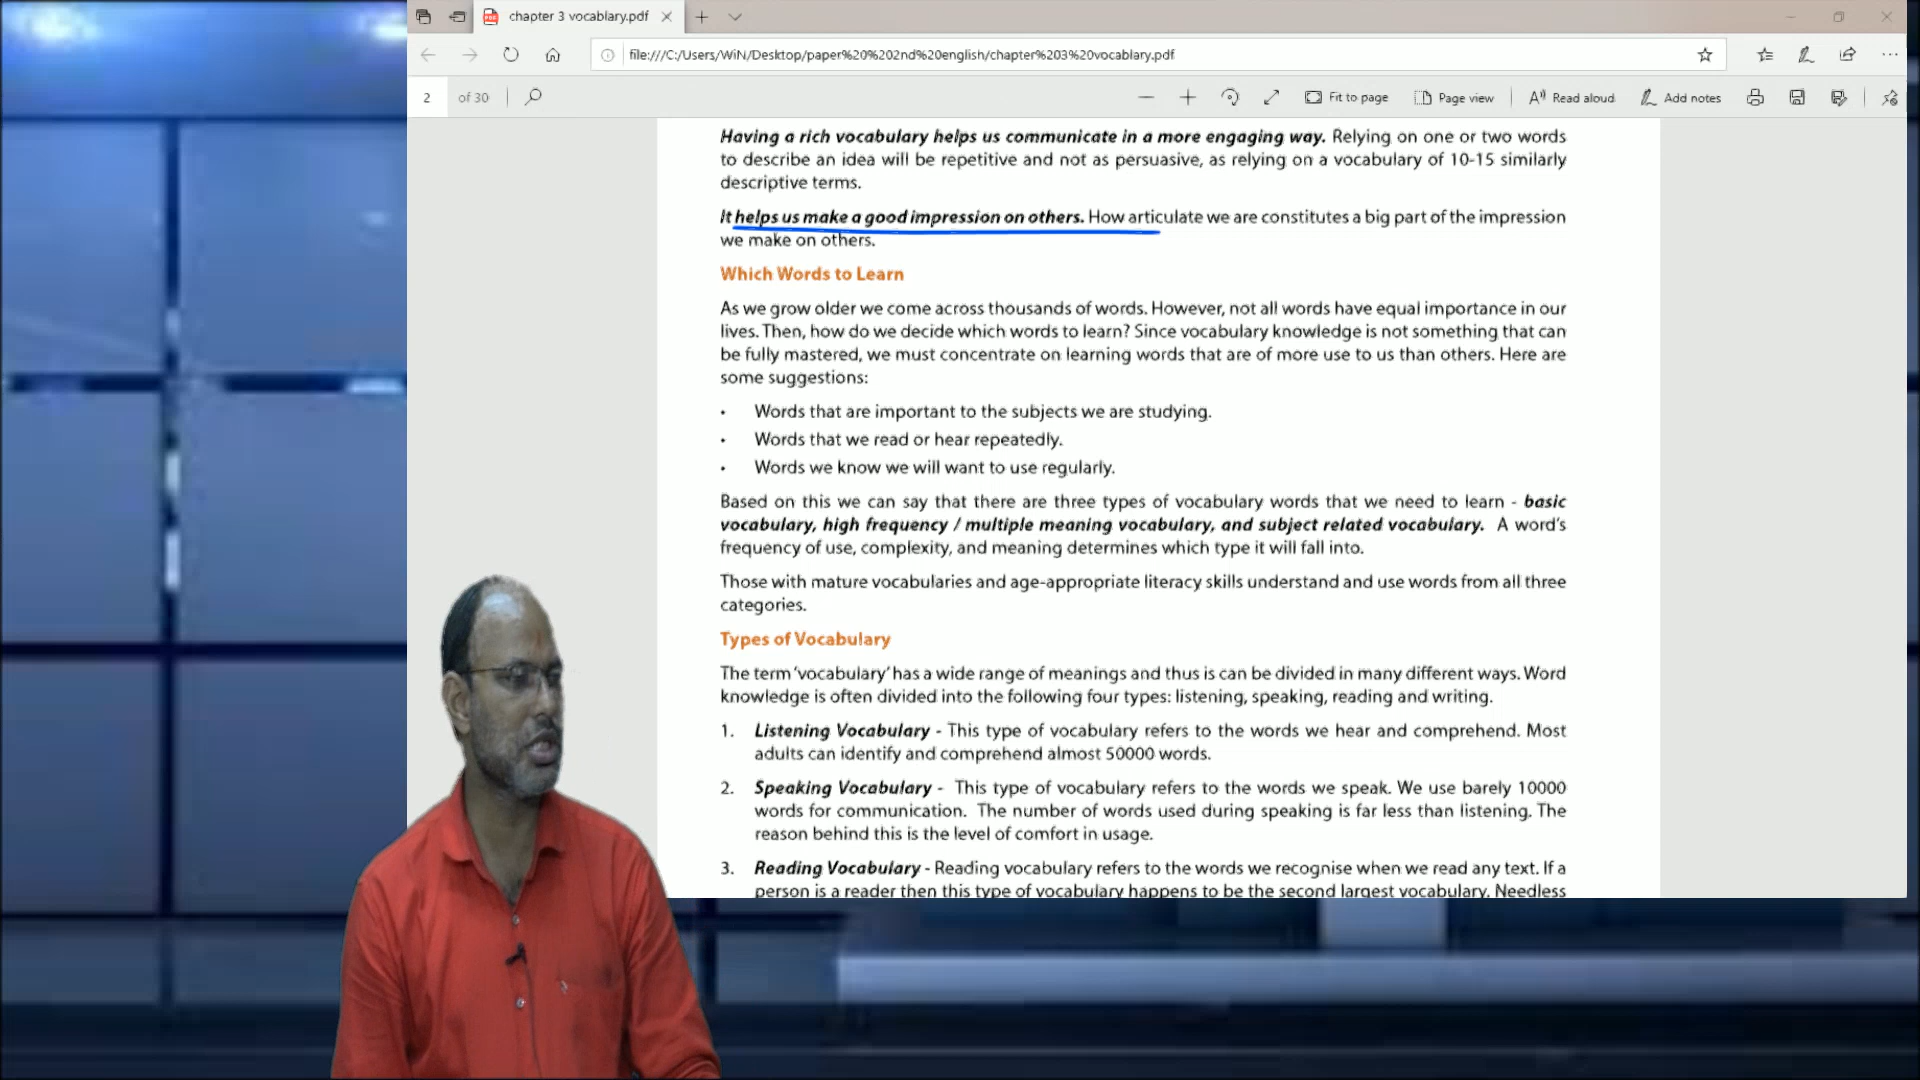 chapter 3 vocablary.pdf
file:///C:/Users/WiN/Desktop/paper%20%202nd%20english/chapter%203%20vocablary.pdf
2 of 30 Fit to page Page view Read aloud Add notes
Having a rich vocabulary helps us communicate in a more engaging way. Relying on one or two words
to describe an idea will be repetitive and not as persuasive, as relying on a vocabulary of 10-15 similarly
descriptive terms.
It helps us make a good impression on others. How articulate we are constitutes a big part of the impression
we make on others.
Which Words to Learn
As we grow older we come across thousands of words. However, not all words have equal importance in our
lives. Then, how do we decide which words to learn? Since vocabulary knowledge is not something that can
be fully mastered, we must concentrate on learning words that are of more use to us than others. Here are
some suggestions:
• Words that are important to the subjects we are studying.
• Words that we read or hear repeatedly.
• Words we know we will want to use regularly.
Based on this we can say that there are three types of vocabulary words that we need to learn - basic
vocabulary, high frequency / multiple meaning vocabulary, and subject related vocabulary. A word's
frequency of use, complexity, and meaning determines which type it will fall into.
Those with mature vocabularies and age-appropriate literacy skills understand and use words from all three
categories.
Types of Vocabulary
The term 'vocabulary' has a wide range of meanings and thus is can be divided in many different ways. Word
knowledge is often divided into the following four types: listening, speaking, reading and writing.
1. Listening Vocabulary - This type of vocabulary refers to the words we hear and comprehend. Most
adults can identify and comprehend almost 50000 words.
2. Speaking Vocabulary - This type of vocabulary refers to the words we speak. We use barely 10000
words for communication. The number of words used during speaking is far less than listening. The
reason behind this is the level of comfort in usage.
3. Reading Vocabulary - Reading vocabulary refers to the words we recognise when we read any text. If a
person is a reader then this type of vocabulary happens to be the second largest vocabulary. Needless